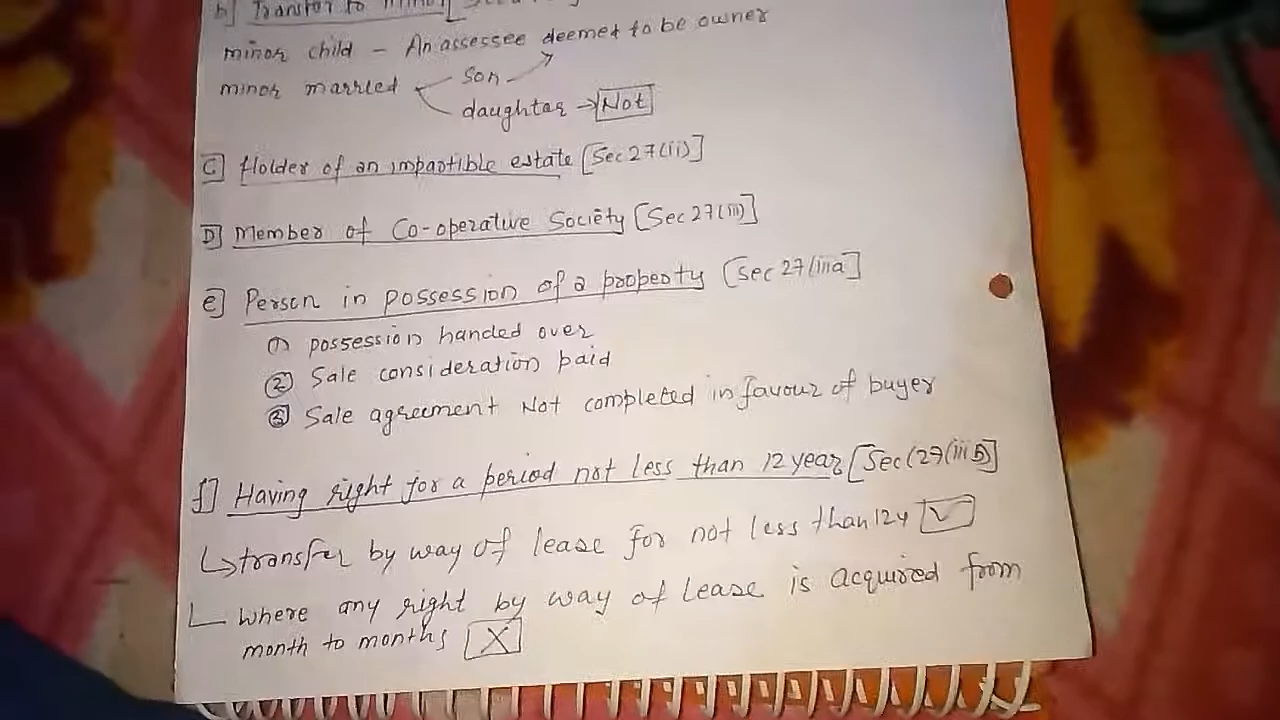 b] Transfer to minor [
minor child - An assessee deemed to be owner
minor married
Son
daughter → Not
C] Holder of an impartible estate [Sec 27(ii)]
D] Member of Co-operative Society [Sec 27(iii)]
e] Person in possession of a property [Sec 27(iiia]
① possession handed over
② Sale consideration paid
③ Sale agreement Not completed in favour of buyer
f] Having right for a period not less than 12 year [Sec(27(iiib)]
↳ transfer by way of lease for not less than 12y ✓
where any right by way of lease is acquired from
month to months X